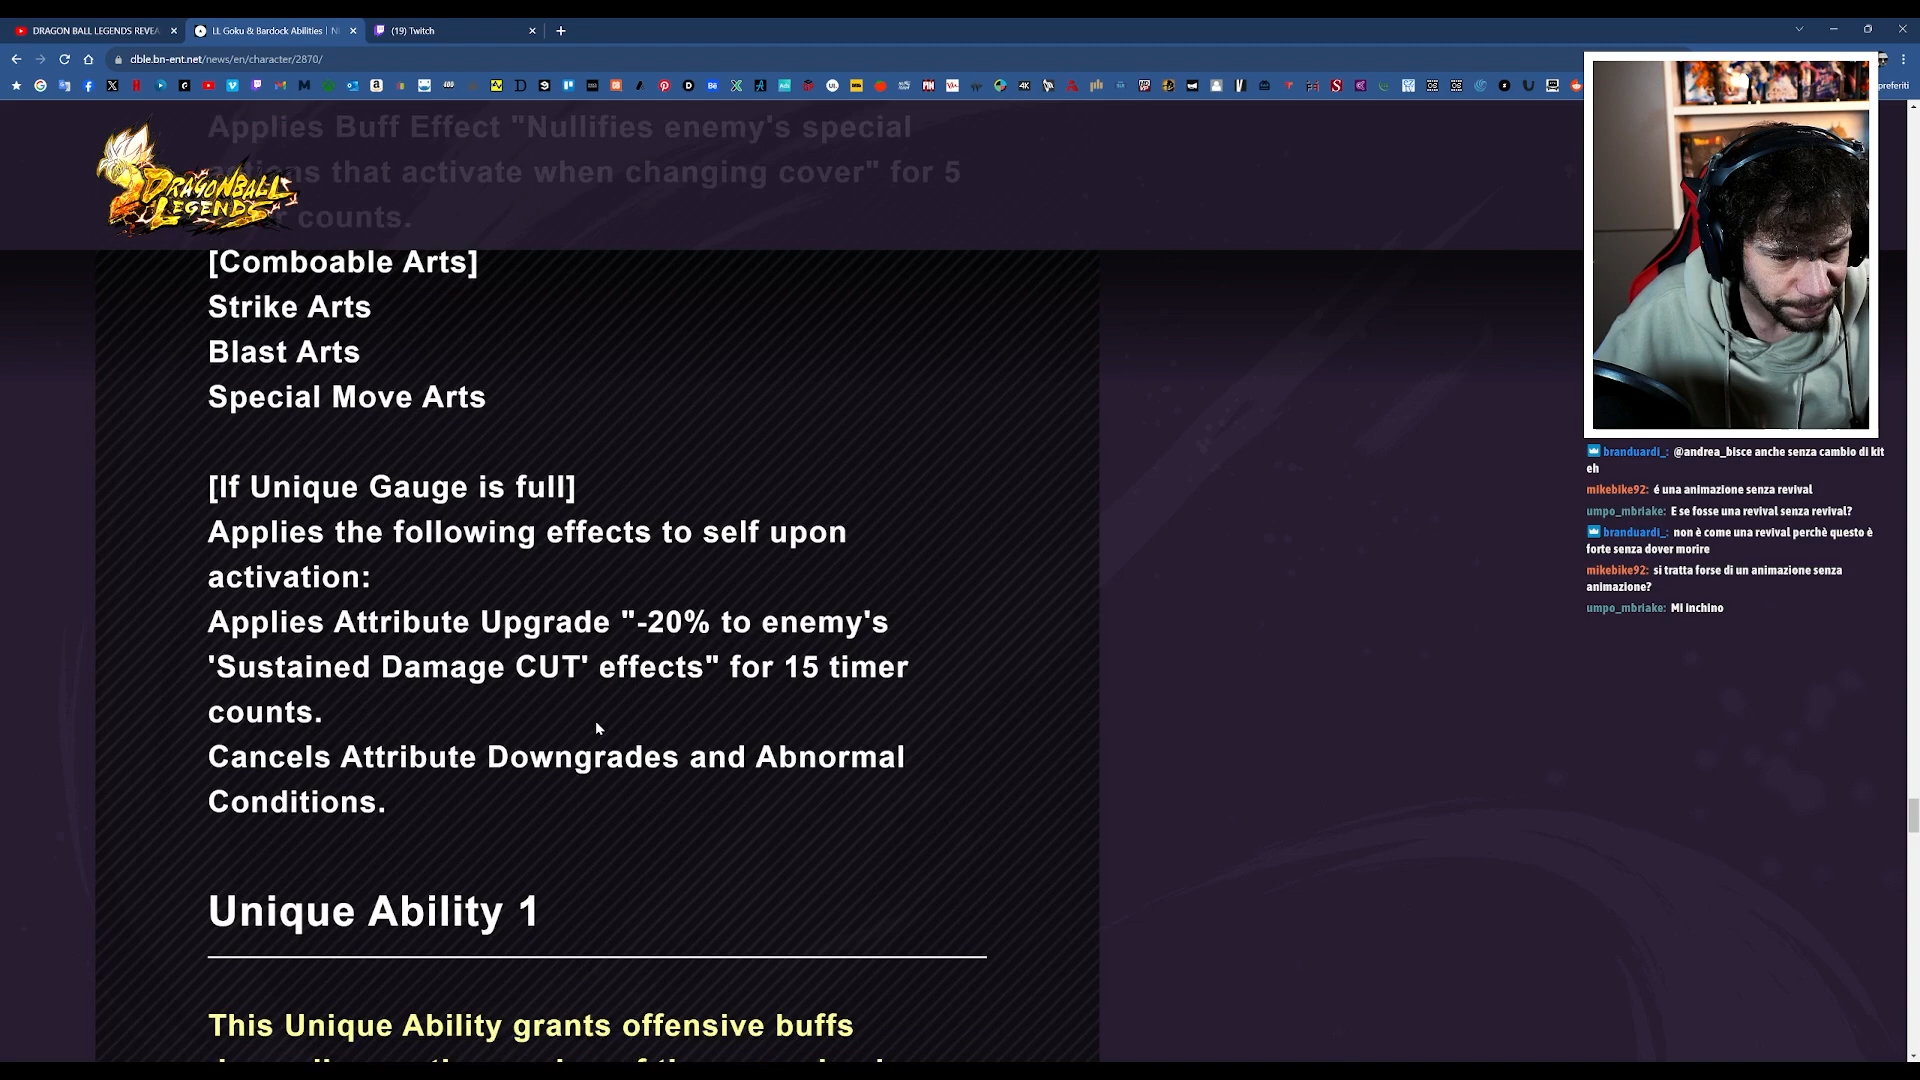 DRAGON BALL LEGENDS REVEA
LL Goku & Bardock Abilities | N
(19) Twitch
dble.bn-ent.net/news/en/character/2870/
preferiti
Applies Buff Effect "Nullifies enemy's special
that activate when changing cover" for 5
counts.
DRAGONBALL
LEGENDS
[Comboable Arts]
Strike Arts
Blast Arts
Special Move Arts
[If Unique Gauge is full]
Applies the following effects to self upon
activation:
Applies Attribute Upgrade "-20% to enemy's
'Sustained Damage CUT' effects" for 15 timer
counts.
Cancels Attribute Downgrades and Abnormal
Conditions.
Unique Ability 1
This Unique Ability grants offensive buffs
branduardi_: @andrea_bisce anche senza cambio di kit
eh
mikebike92: é una animazione senza revival
umpo_mbriake: E se fosse una revival senza revival?
branduardi_: non è come una revival perchè questo è
forte senza dover morire
mikebike92: si tratta forse di un animazione senza
animazione?
umpo_mbriake: Mi inchino